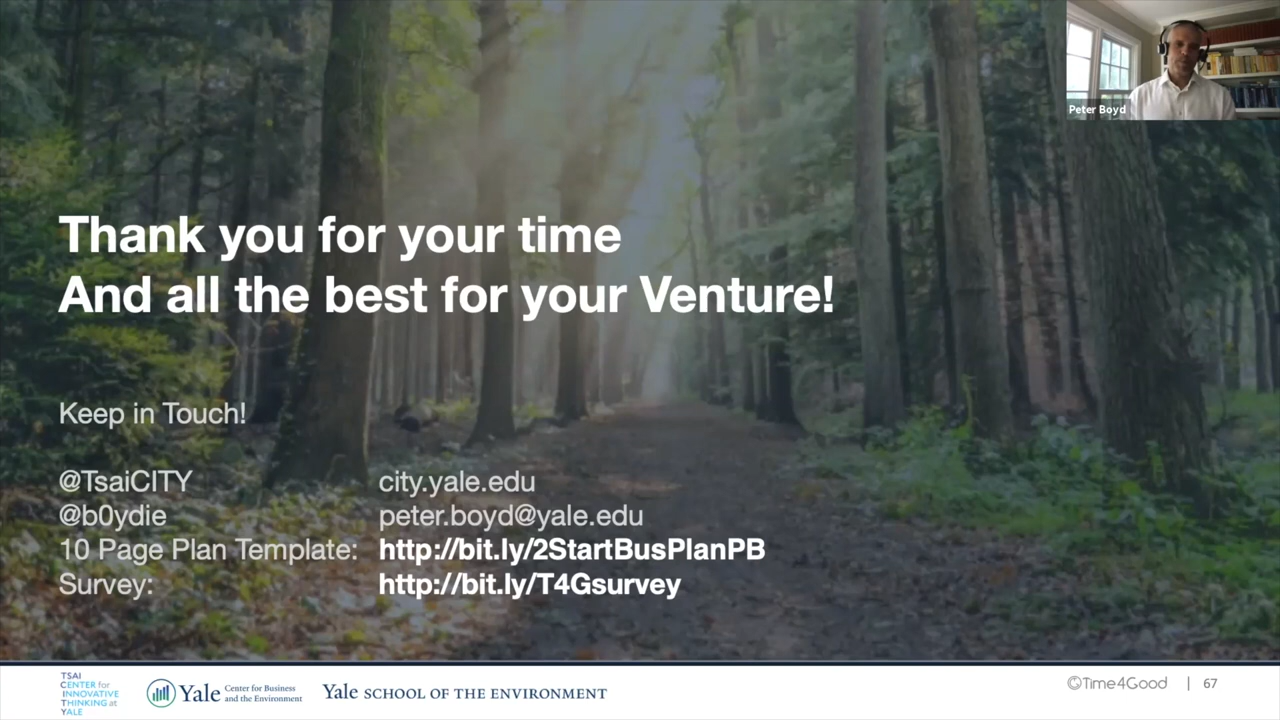 Peter Boyd
Thank you for your time
And all the best for your Venture!
Keep in Touch!
@TsaiCITY city.yale.edu
@b0ydie peter.boyd@yale.edu
10 Page Plan Template: http://bit.ly/2StartBusPlanPB
Survey: http://bit.ly/T4Gsurvey
TSAI
CENTER for
INNOVATIVE
THINKING at
YALE
Yale Center for Business
and the Environment
Yale SCHOOL OF THE ENVIRONMENT
©Time4Good | 67